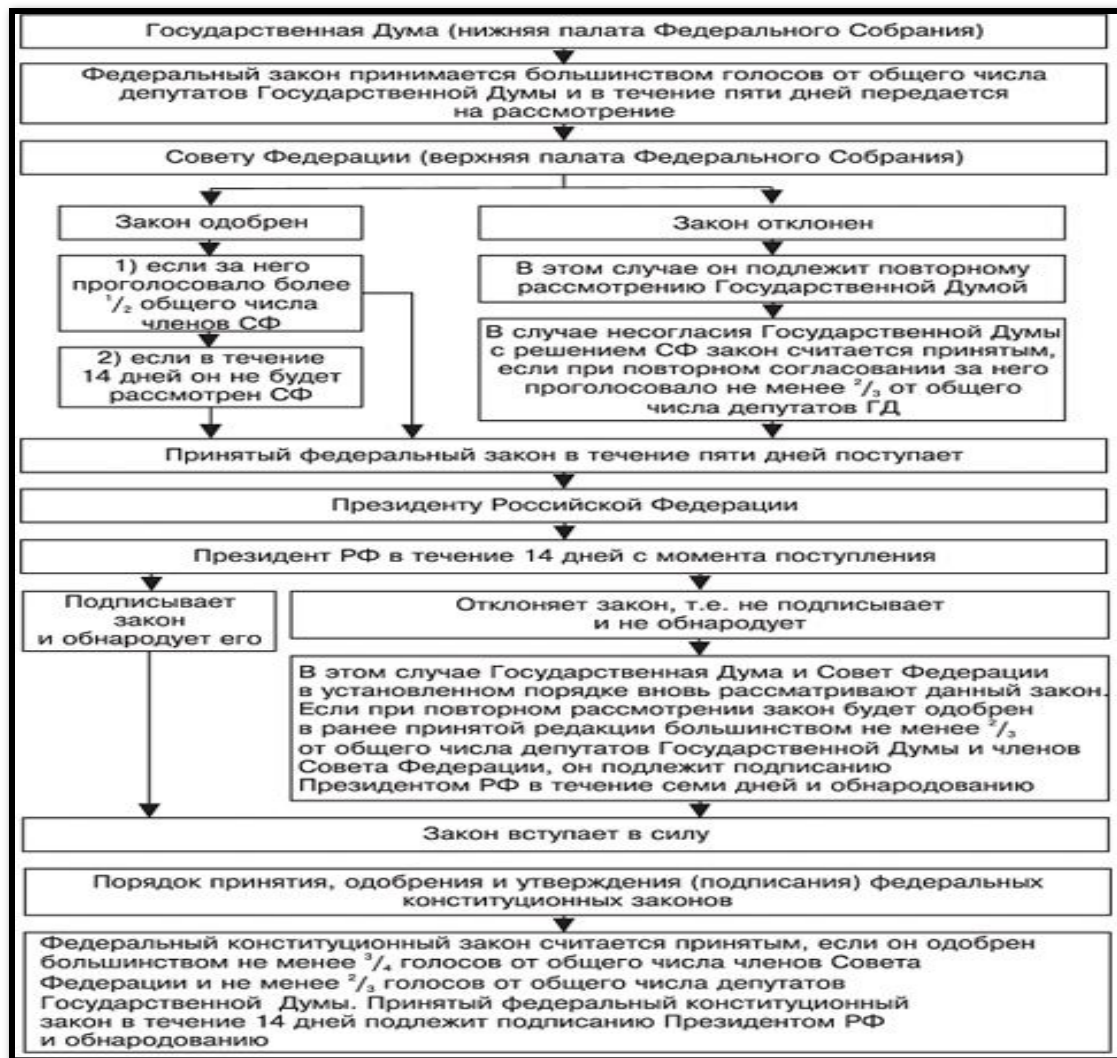 Государственная Дума (нижняя палата Федерального Собрания)
Федеральный закон принимается большинством голосов от общего числа
депутатов Государственной Думы и в течение пяти дней передается
на рассмотрение
Совету Федерации (верхняя палата Федерального Собрания)
Закон одобрен
1) если за него
проголосовало более
1/2 общего числа
членов СФ
2) если в течение
14 дней он не будет
рассмотрен СФ
Закон отклонен
В этом случае он подлежит повторному
рассмотрению Государственной Думой
В случае несогласия Государственной Думы
с решением СФ закон считается принятым,
если при повторном согласовании за него
проголосовало не менее 2/3 от общего
числа депутатов ГД
Принятый федеральный закон в течение пяти дней поступает
Президенту Российской Федерации
Президент РФ в течение 14 дней с момента поступления
Подписывает
закон
и обнародует его
Отклоняет закон, т.е. не подписывает
и не обнародует
В этом случае Государственная Дума и Совет Федерации
в установленном порядке вновь рассматривают данный закон.
Если при повторном рассмотрении закон будет одобрен
в ранее принятой редакции большинством не менее 2/3
от общего числа депутатов Государственной Думы и членов
Совета Федерации, он подлежит подписанию
Президентом РФ в течение семи дней и обнародованию
Закон вступает в силу
Порядок принятия, одобрения и утверждения (подписания) федеральных
конституционных законов
Федеральный конституционный закон считается принятым, если он одобрен
большинством не менее 3/4 голосов от общего числа членов Совета
Федерации и не менее 2/3 голосов от общего числа депутатов
Государственной Думы. Принятый федеральный конституционный
закон в течение 14 дней подлежит подписанию Президентом РФ
и обнародованию